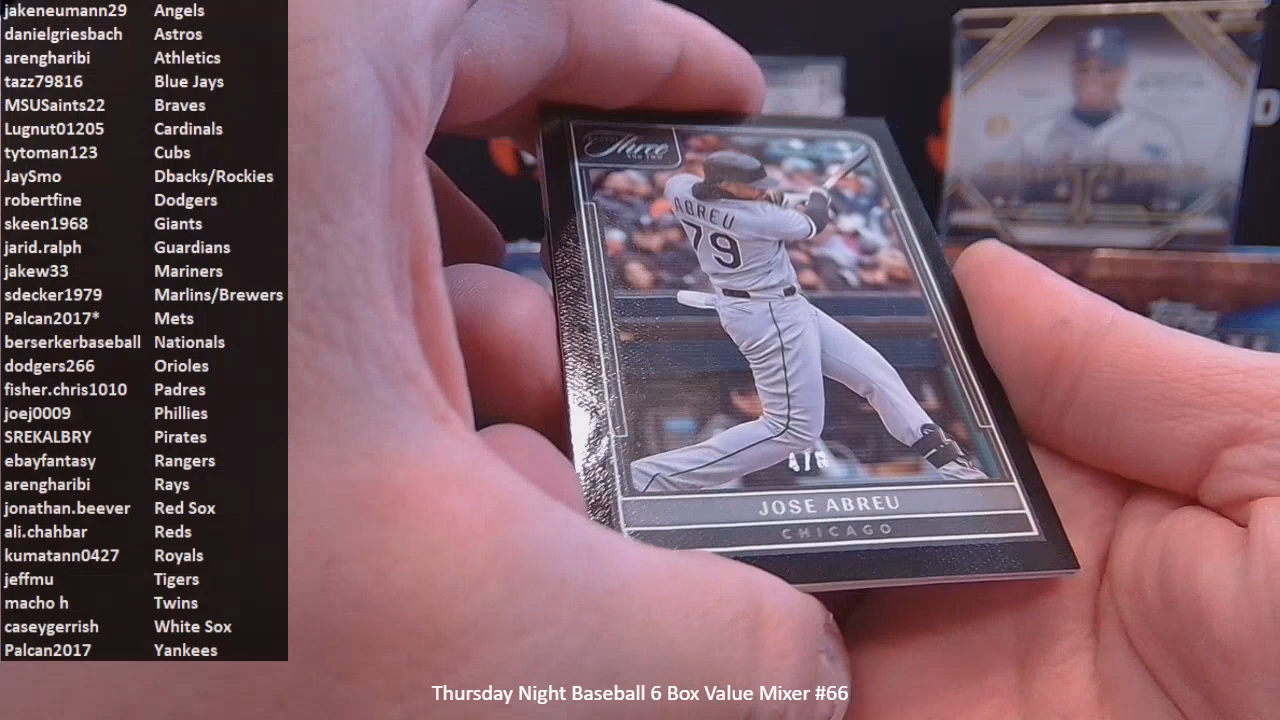 jakeneumann29 Angels
danielgriesbach Astros
arengharibi Athletics
tazz79816 Blue Jays
MSUSaints22 Braves
Lugnut01205 Cardinals
tytoman123 Cubs
JaySmo Dbacks/Rockies
robertfine Dodgers
skeen1968 Giants
jarid.ralph Guardians
jakew33 Mariners
sdecker1979 Marlins/Brewers
Palcan2017* Mets
berserkerbaseball Nationals
dodgers266 Orioles
fisher.chris1010 Padres
joej0009 Phillies
SREKALBRY Pirates
ebayfantasy Rangers
arengharibi Rays
jonathan.beever Red Sox
ali.chahbar Reds
kumatann0427 Royals
jeffmu Tigers
macho h Twins
caseygerrish White Sox
Palcan2017 Yankees
Three
ABREU
79
JOSE ABREU
CHICAGO
Thursday Night Baseball 6 Box Value Mixer #66